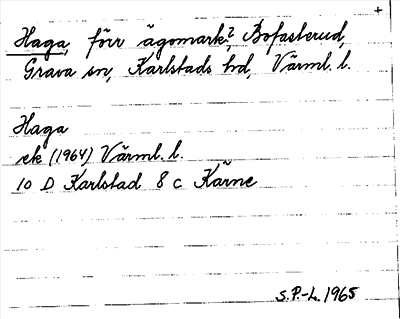 +
Haga, förr ägomark?, Bofasterud,
Grava sn, Karlstads hd, Värml. l.
Haga
ek (1964) Värml. l.
10 D Karlstad 8 c Kärne
S.P.-L. 1965